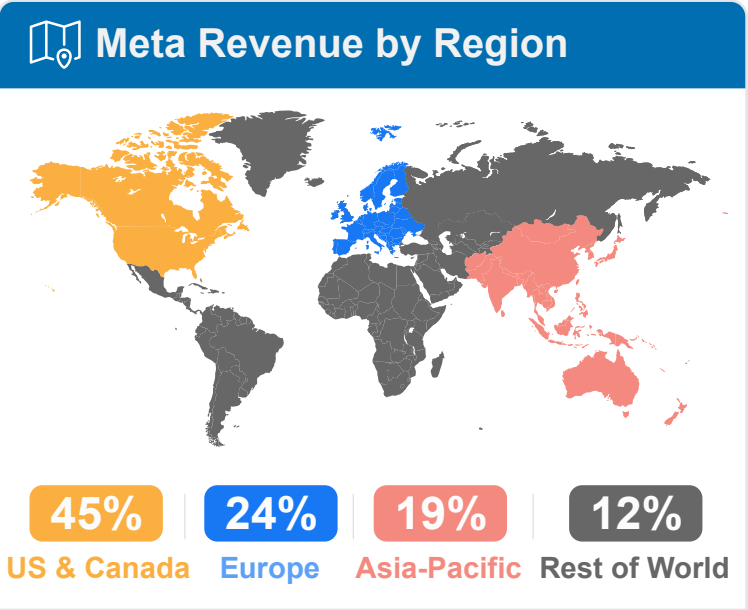 Meta Revenue by Region
45% 24% 19% 12%
US & Canada Europe Asia-Pacific Rest of World